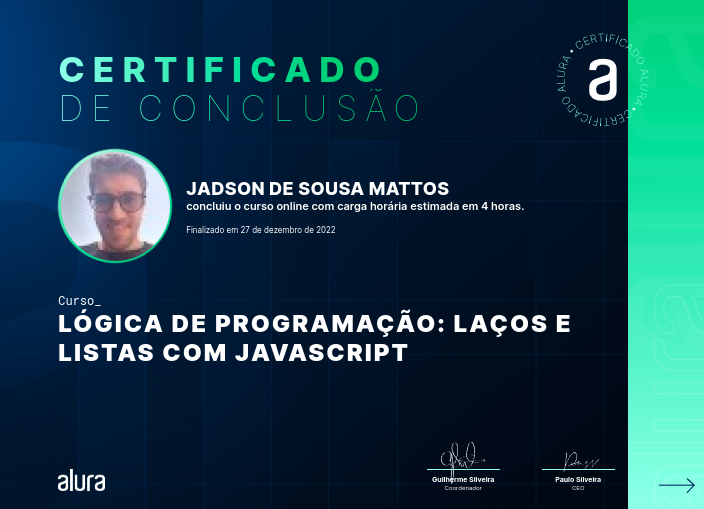 CERTIFICADO
DE CONCLUSÃO
CERTIFICADO ALURA • CERTIFICADO ALURA •
a
JADSON DE SOUSA MATTOS
concluiu o curso online com carga horária estimada em 4 horas.
Finalizado em 27 de dezembro de 2022
Curso_
LÓGICA DE PROGRAMAÇÃO: LAÇOS E
LISTAS COM JAVASCRIPT
alura
Guilherme Silveira
Coordenador
Paulo Silveira
CEO
alura